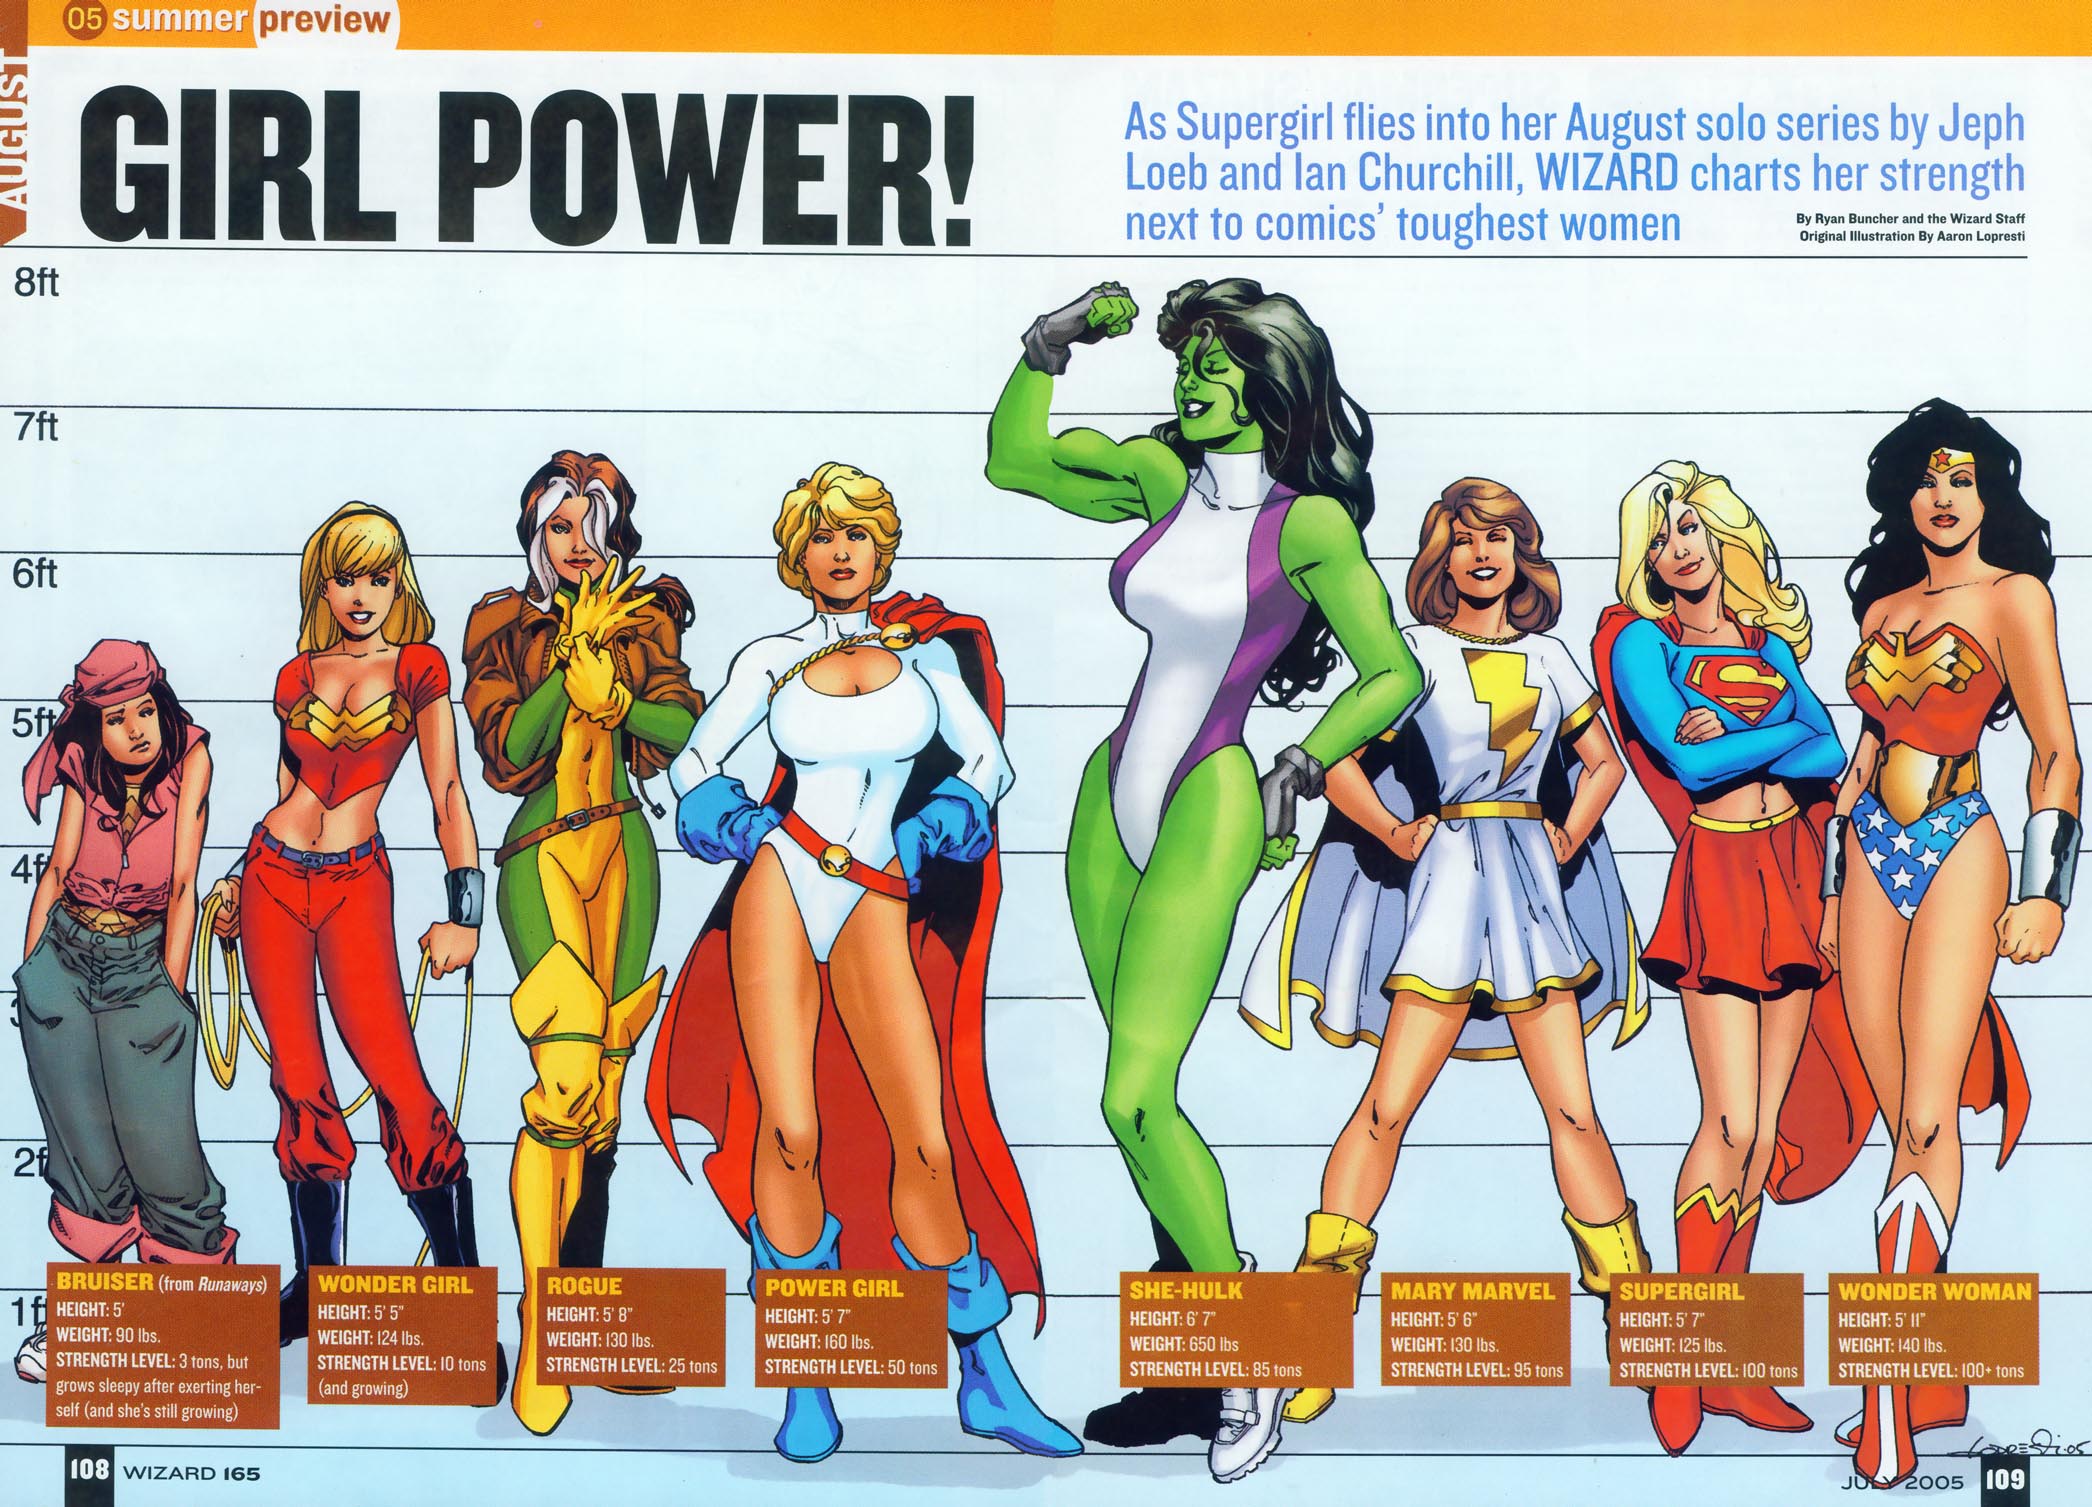 05 summer preview
AUGUST
GIRL POWER!
As Supergirl flies into her August solo series by Jeph
Loeb and Ian Churchill, WIZARD charts her strength
next to comics' toughest women
By Ryan Buncher and the Wizard Staff
Original Illustration By Aaron Lopresti
8ft
7ft
6ft
5ft
4ft
3
2f
1ft
BRUISER (from Runaways)
HEIGHT: 5'
WEIGHT: 90 lbs.
STRENGTH LEVEL: 3 tons, but
grows sleepy after exerting her-
self (and she's still growing)
WONDER GIRL
HEIGHT: 5' 5"
WEIGHT: 124 lbs.
STRENGTH LEVEL: 10 tons
(and growing)
ROGUE
HEIGHT: 5' 8"
WEIGHT: 130 lbs.
STRENGTH LEVEL: 25 tons
POWER GIRL
HEIGHT: 5' 7"
WEIGHT: 160 lbs.
STRENGTH LEVEL: 50 tons
SHE-HULK
HEIGHT: 6' 7"
WEIGHT: 650 lbs
STRENGTH LEVEL: 85 tons
MARY MARVEL
HEIGHT: 5' 6"
WEIGHT: 130 lbs.
STRENGTH LEVEL: 95 tons
SUPERGIRL
HEIGHT: 5' 7"
WEIGHT: 125 lbs.
STRENGTH LEVEL: 100 tons
WONDER WOMAN
HEIGHT: 5' 11"
WEIGHT: 140 lbs.
STRENGTH LEVEL: 100+ tons
S
LOPRESTI·05
108 WIZARD 165
JULY 2005 109